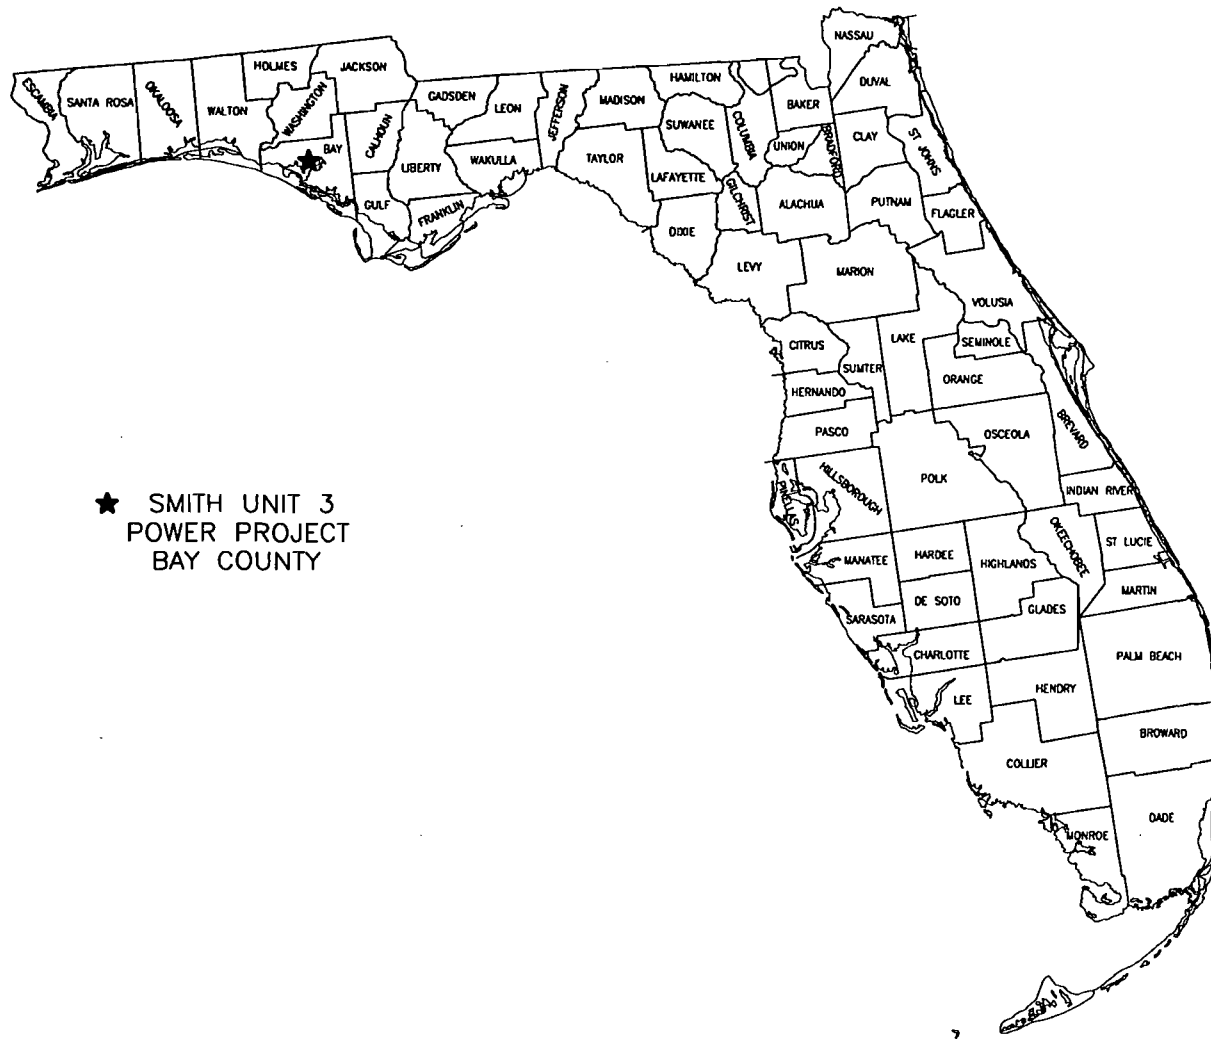 NASSAU
HOLMES
JACKSON
DUVAL
ESCAMBIA
SANTA ROSA
OKALOOSA
WALTON
WASHINGTON
GADSDEN
LEON
JEFFERSON
MADISON
HAMILTON
BAKER
SUWANEE
COLUMBIA
UNION
BRADFORD
CLAY
ST JOHNS
BAY
CALHOUN
LIBERTY
WAKULLA
TAYLOR
LAFAYETTE
GILCHRIST
ALACHUA
PUTNAM
FLAGLER
GULF
FRANKLIN
DIXIE
LEVY
MARION
VOLUSIA
CITRUS
SUMTER
LAKE
SEMINOLE
HERNANDO
ORANGE
PASCO
OSCEOLA
BREVARD
PINELLAS
HILLSBOROUGH
POLK
INDIAN RIVER
SMITH UNIT 3
POWER PROJECT
BAY COUNTY
MANATEE
HARDEE
HIGHLANDS
OKEECHOBEE
ST LUCIE
DE SOTO
MARTIN
SARASOTA
GLADES
CHARLOTTE
PALM BEACH
LEE
HENDRY
BROWARD
COLLIER
DADE
MONROE